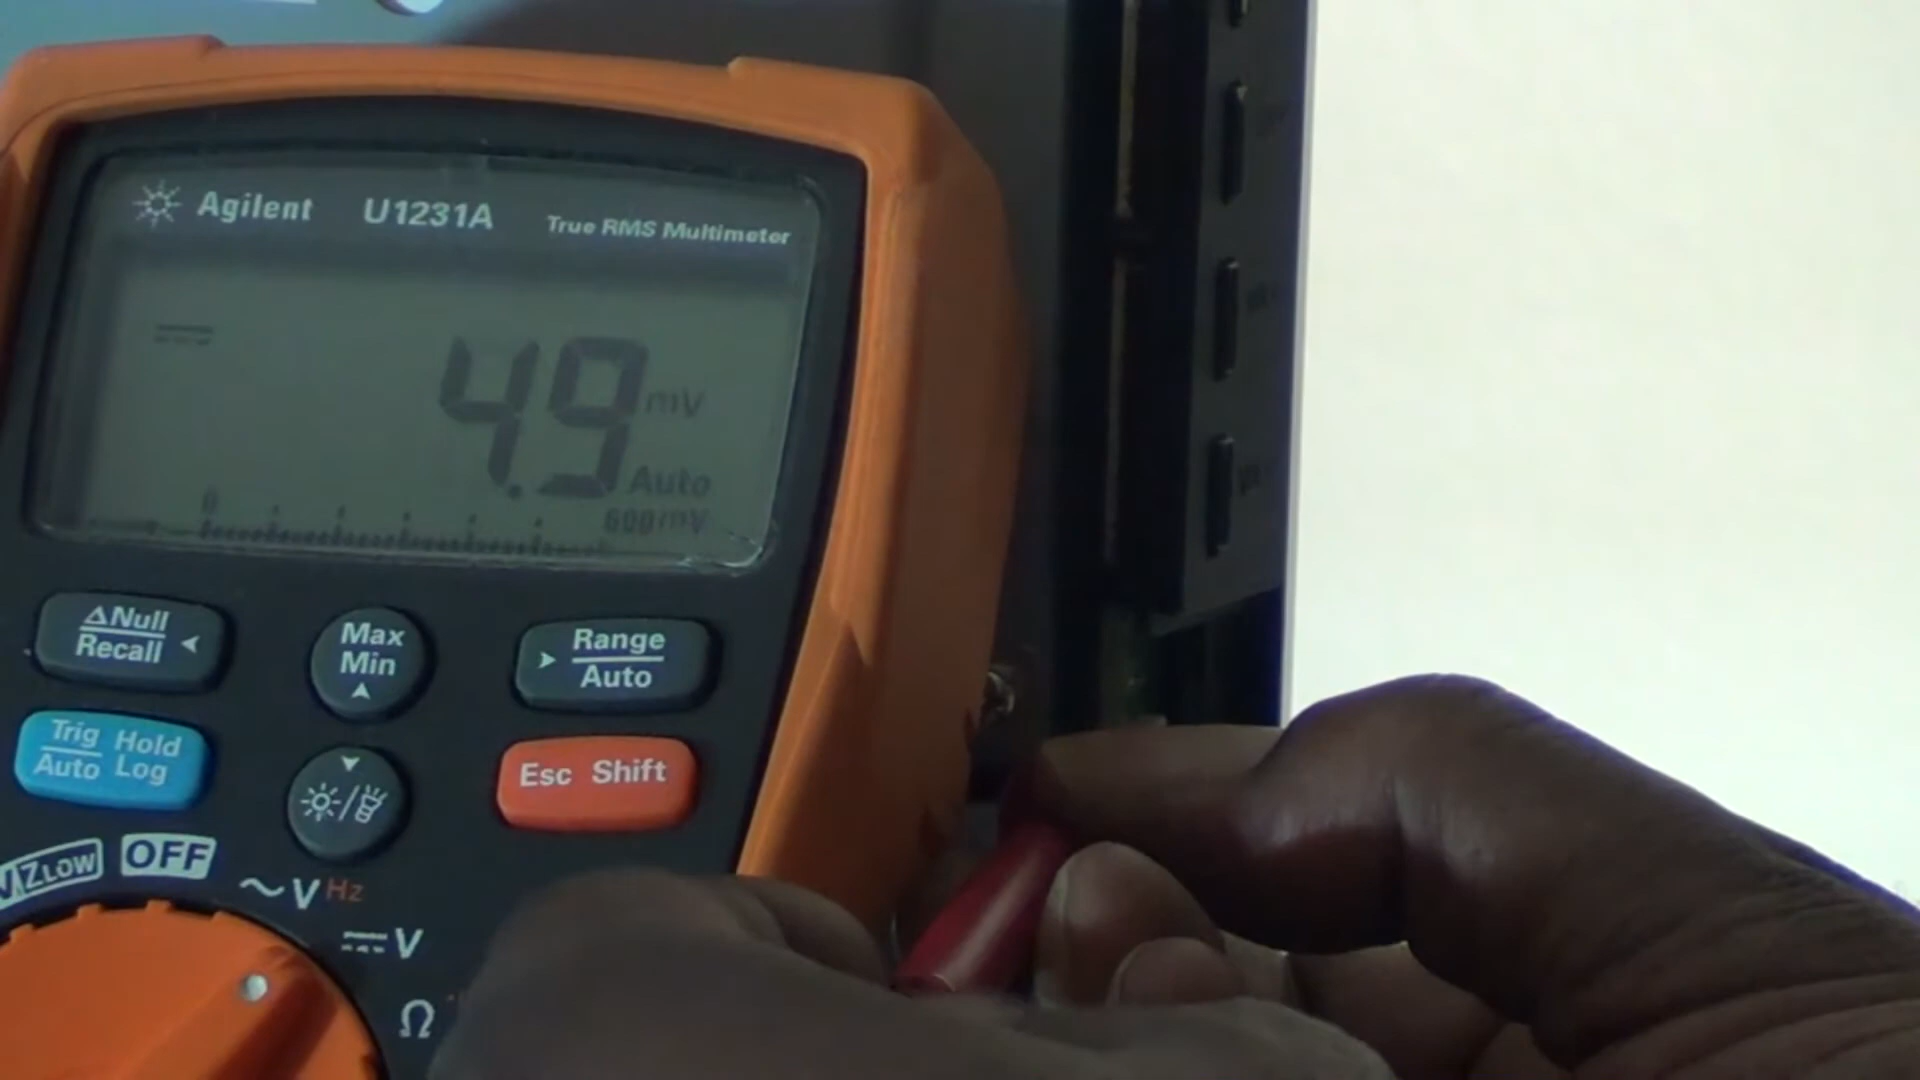 Agilent U1231A True RMS Multimeter
4.9 mV
Auto
0
600mV
ΔNull
Recall
Max
Min
Range
Auto
Trig Hold
Auto Log
Esc Shift
ZLOW
OFF
~V Hz
V
Ω